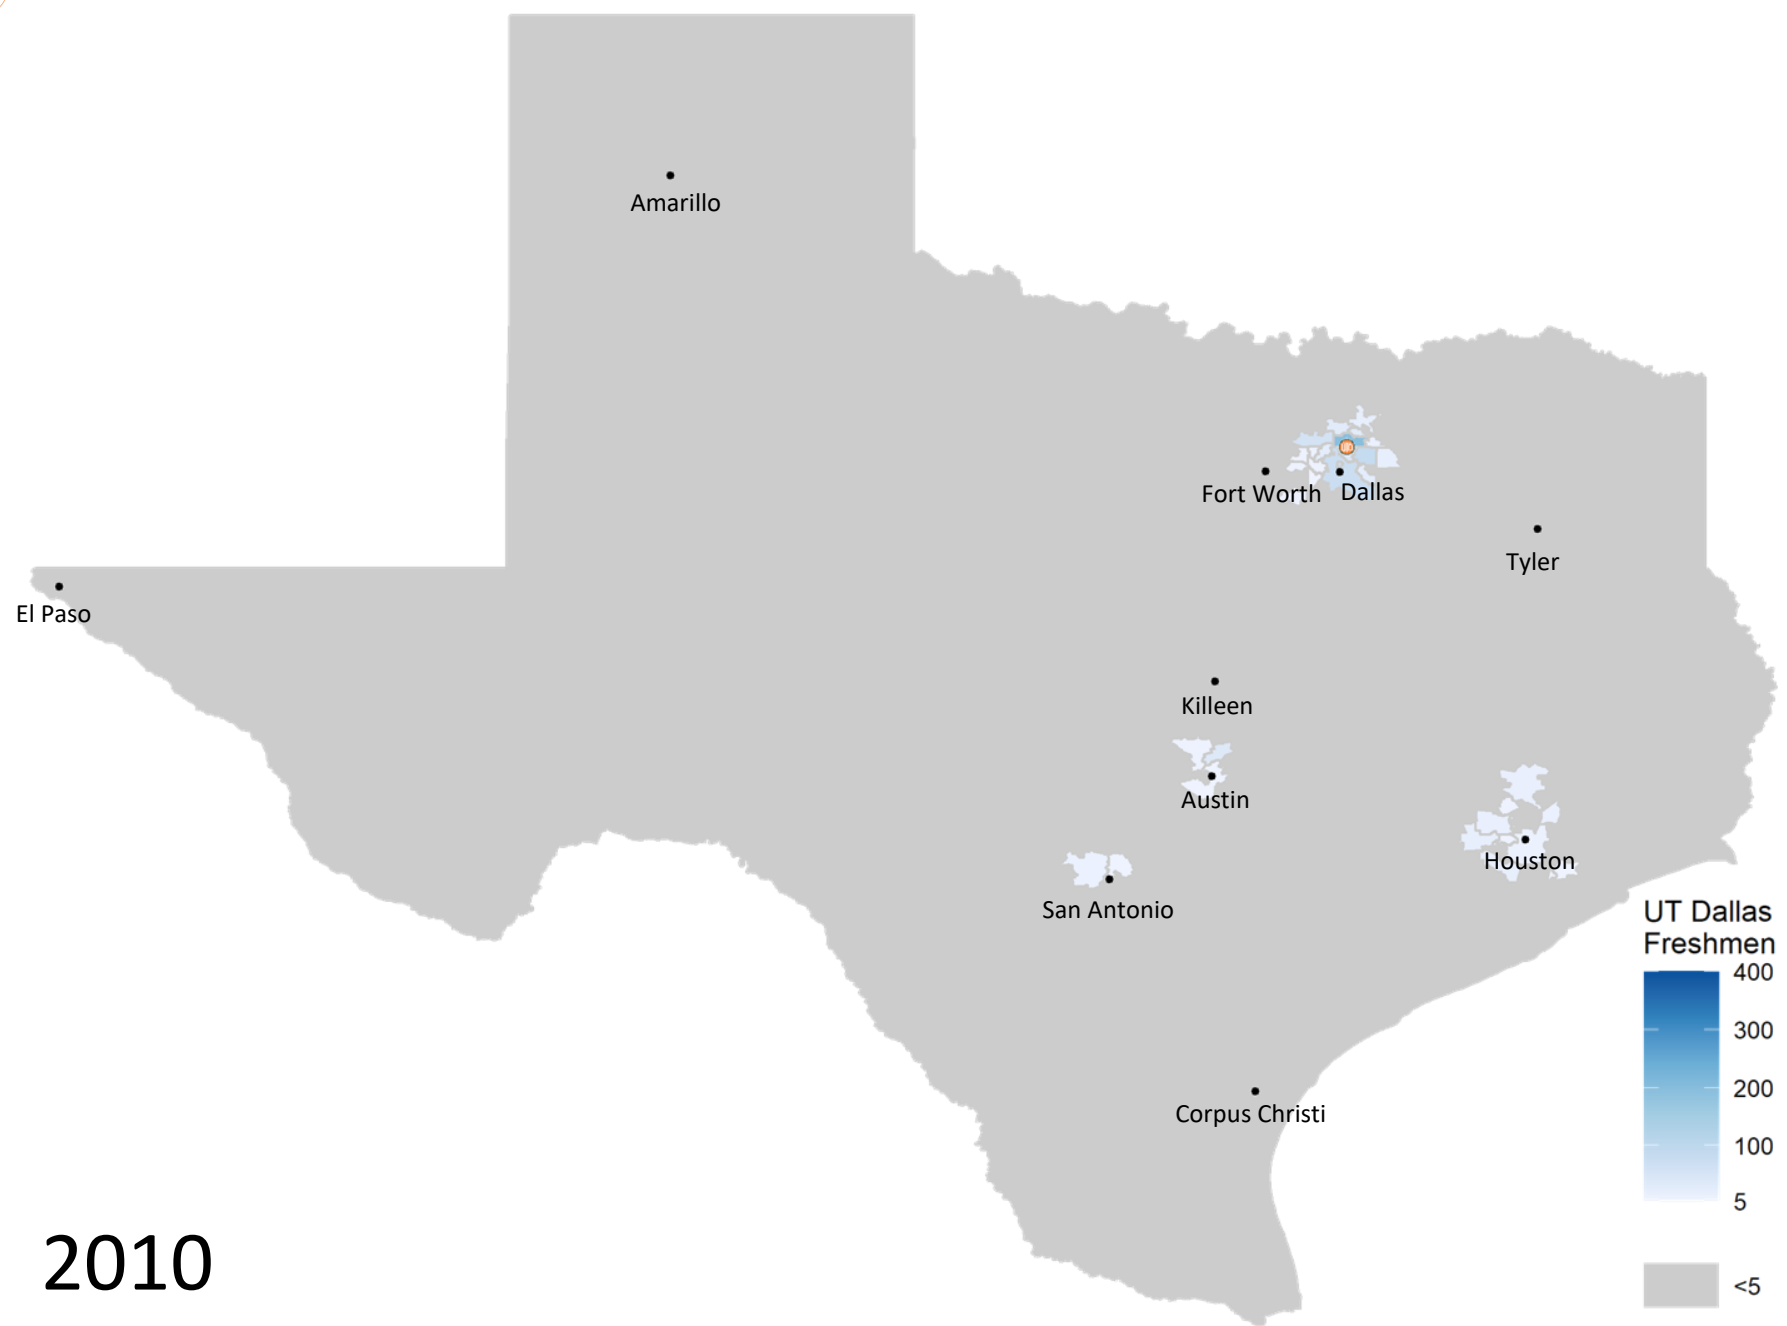 Amarillo
Fort Worth
Dallas
Tyler
El Paso
Killeen
Austin
Houston
San Antonio
UT Dallas
Freshmen
400
300
200
100
5
Corpus Christi
2010
<5